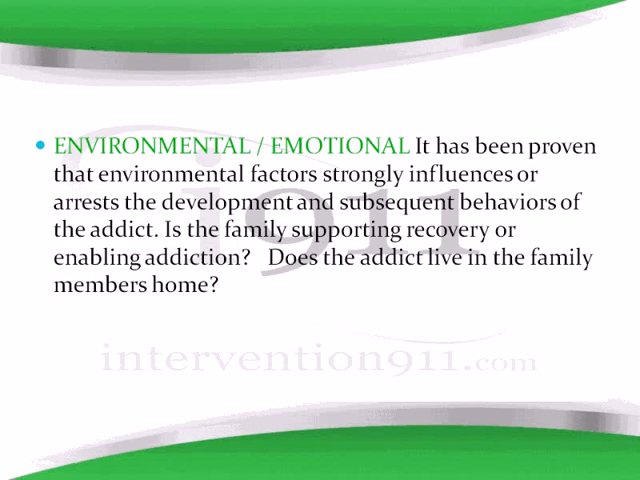 • ENVIRONMENTAL / EMOTIONAL It has been proven
that environmental factors strongly influences or
arrests the development and subsequent behaviors of
the addict. Is the family supporting recovery or
enabling addiction?   Does the addict live in the family
members home?
i911
intervention911.com